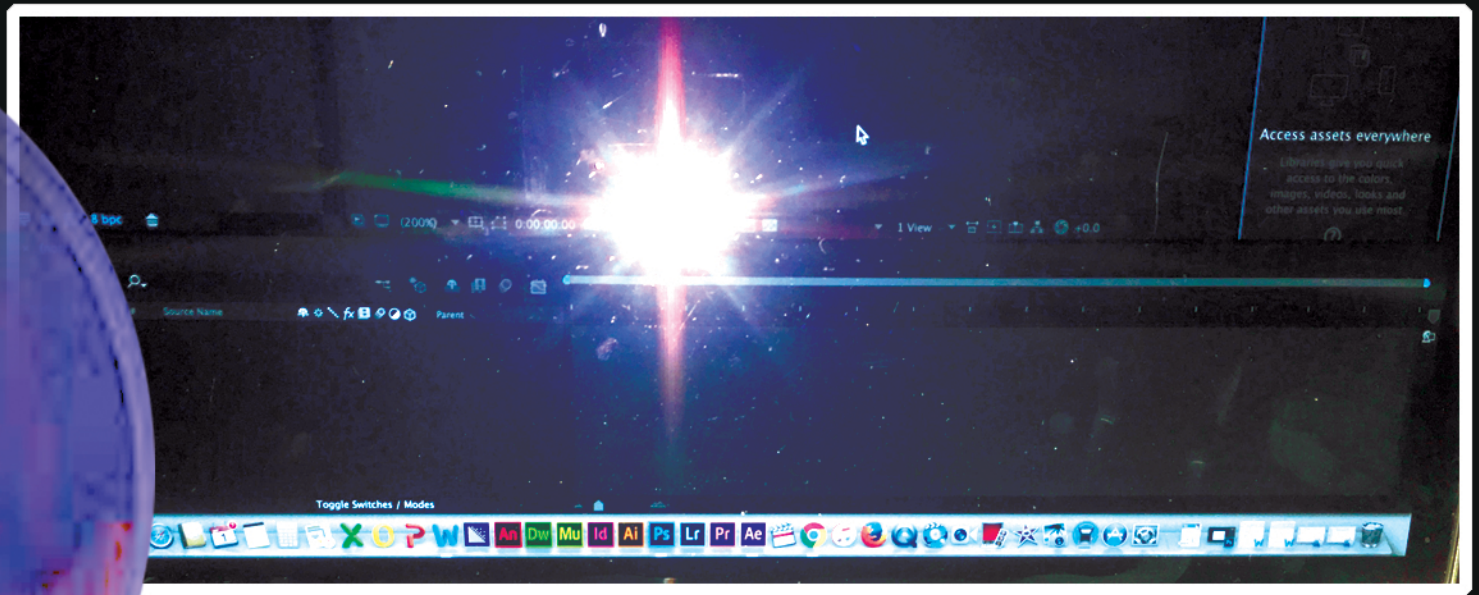 Access assets everywhere
Libraries give you quick
access to the colors,
images, videos, looks and
other assets you use most.
8 bpc
(200%)
0:00:00:00
1 View
+0.0
Source Name
fx
Parent
Toggle Switches / Modes
An Dw Mu Id Ai Ps Lr Pr Ae